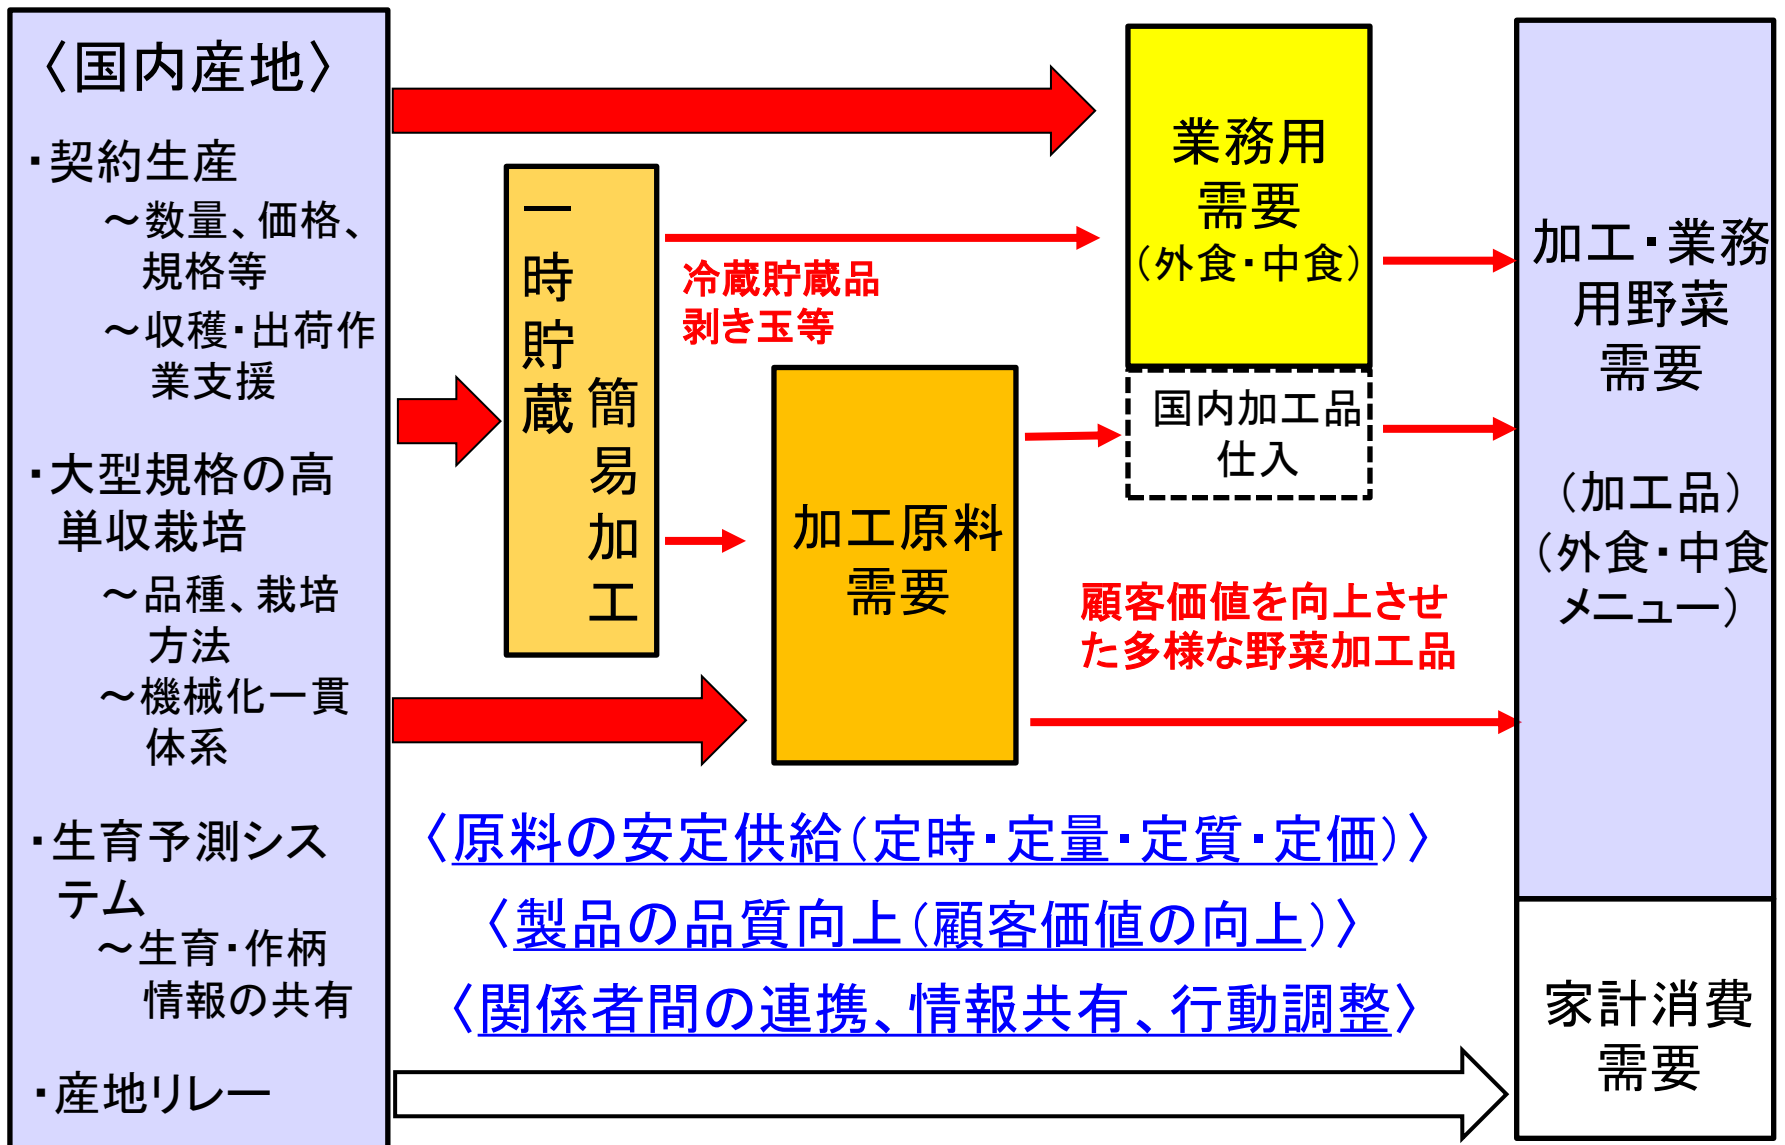 〈国内産地〉
・契約生産
～数量、価格、
規格等
～収穫・出荷作
業支援
・大型規格の高
単収栽培
～品種、栽培
方法
～機械化一貫
体系
・生育予測シス
テム
～生育・作柄
情報の共有
・産地リレー
一時貯蔵
簡易加工
冷蔵貯蔵品
剥き玉等
加工原料
需要
業務用
需要
（外食・中食）
国内加工品
仕入
顧客価値を向上させ
た多様な野菜加工品
〈原料の安定供給（定時・定量・定質・定価）〉
〈製品の品質向上（顧客価値の向上）〉
〈関係者間の連携、情報共有、行動調整〉
加工・業務
用野菜
需要
（加工品）
（外食・中食
メニュー）
家計消費
需要